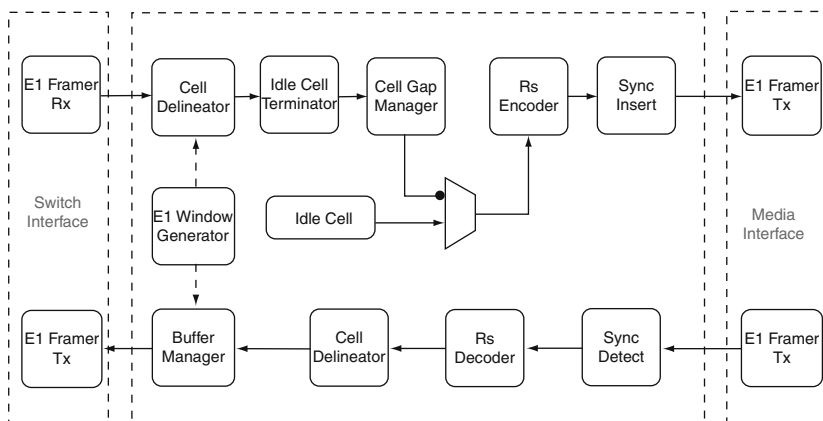 E1 Framer
Rx
Cell
Delineator
Idle Cell
Terminator
Cell Gap
Manager
Rs
Encoder
Sync
Insert
E1 Framer
Tx
Switch
Interface
E1 Window
Generator
Idle Cell
Media
Interface
E1 Framer
Tx
Buffer
Manager
Cell
Delineator
Rs
Decoder
Sync
Detect
E1 Framer
Tx